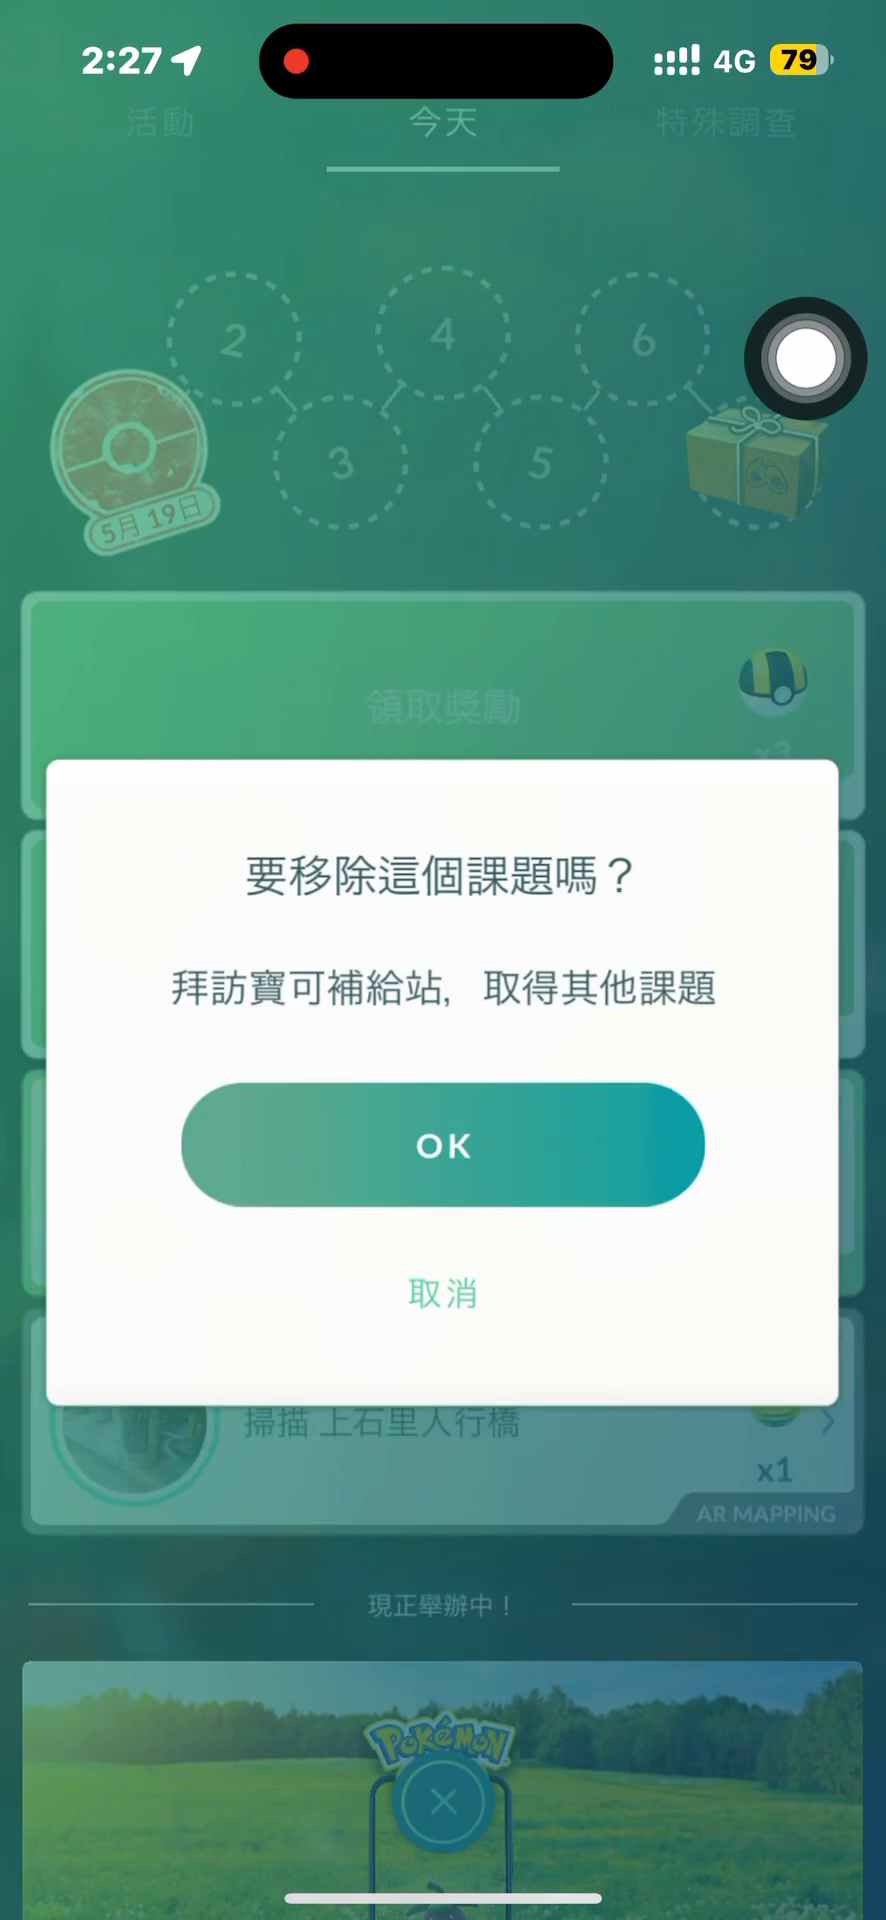 2:27
4G
79
活動
今天
特殊調查
2
4
6
3
5
5月 19日
領取獎勵
x3
要移除這個課題嗎？
拜訪寶可補給站，取得其他課題
OK
取消
掃描 上石里人行橋
x1
AR MAPPING
現正舉辦中！
Pokémon